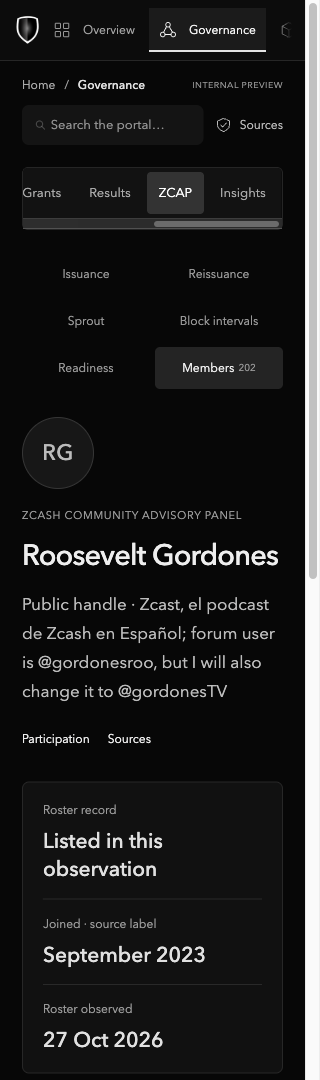 Overview Governance
Home / Governance INTERNAL PREVIEW
Search the portal... Sources
Grants Results ZCAP Insights
Issuance Reissuance
Sprout Block intervals
Readiness Members 202
RG
ZCASH COMMUNITY ADVISORY PANEL
Roosevelt Gordones
Public handle · Zcast, el podcast
de Zcash en Español; forum user
is @gordonesroo, but I will also
change it to @gordonesTV
Participation Sources
Roster record
Listed in this
observation
Joined · source label
September 2023
Roster observed
27 Oct 2026